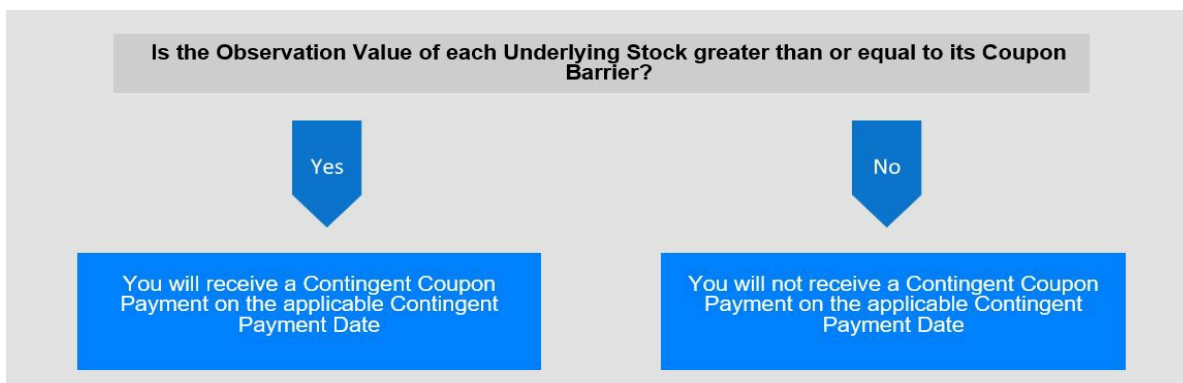 Is the Observation Value of each Underlying Stock greater than or equal to its Coupon
Barrier?
Yes
No
You will receive a Contingent Coupon
Payment on the applicable Contingent
Payment Date
You will not receive a Contingent Coupon
Payment on the applicable Contingent
Payment Date